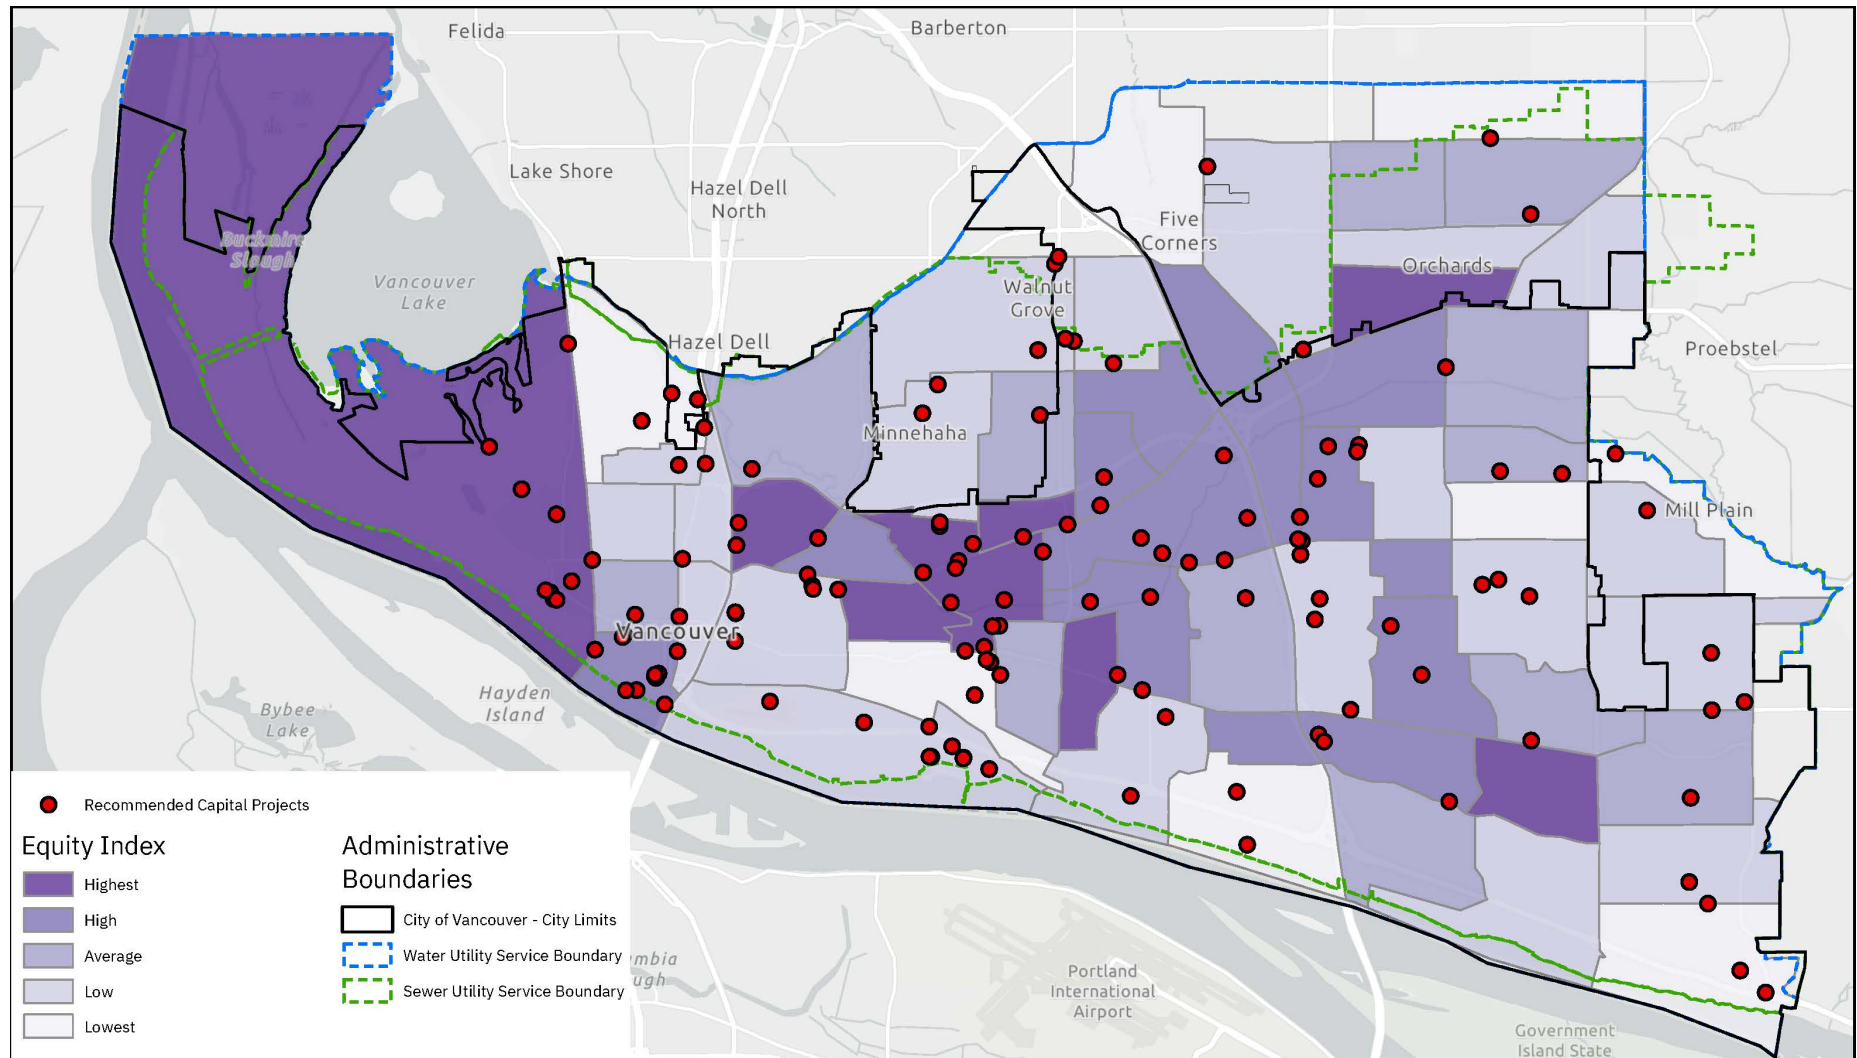 Felida
Barberton
Lake Shore
Hazel Dell
North
Five
Corners
Buckmire
Slough
Orchards
Vancouver
Lake
Walnut
Grove
Hazel Dell
Proebstel
Minnehaha
Mill Plain
Vancouver
Hayden
Island
Bybee
Lake
Recommended Capital Projects
Equity Index
Highest
High
Average
Low
Lowest
Administrative
Boundaries
City of Vancouver - City Limits
Water Utility Service Boundary
Sewer Utility Service Boundary
mbia
ugh
Portland
International
Airport
Government
Island State